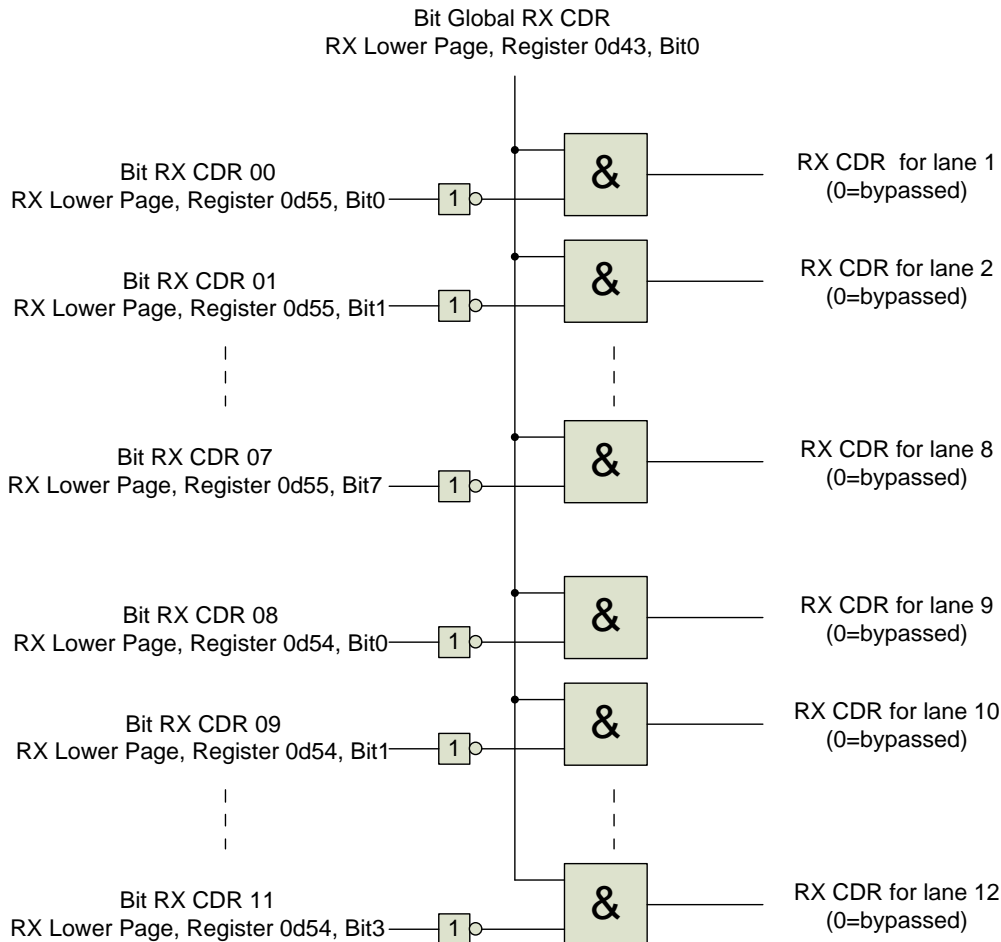 Bit Global RX CDR
RX Lower Page, Register 0d43, Bit0
Bit RX CDR 00
RX Lower Page, Register 0d55, Bit0
1
&
RX CDR for lane 1
(0=bypassed)
Bit RX CDR 01
RX Lower Page, Register 0d55, Bit1
1
&
RX CDR for lane 2
(0=bypassed)
Bit RX CDR 07
RX Lower Page, Register 0d55, Bit7
1
&
RX CDR for lane 8
(0=bypassed)
Bit RX CDR 08
RX Lower Page, Register 0d54, Bit0
1
&
RX CDR for lane 9
(0=bypassed)
Bit RX CDR 09
RX Lower Page, Register 0d54, Bit1
1
&
RX CDR for lane 10
(0=bypassed)
Bit RX CDR 11
RX Lower Page, Register 0d54, Bit3
1
&
RX CDR for lane 12
(0=bypassed)